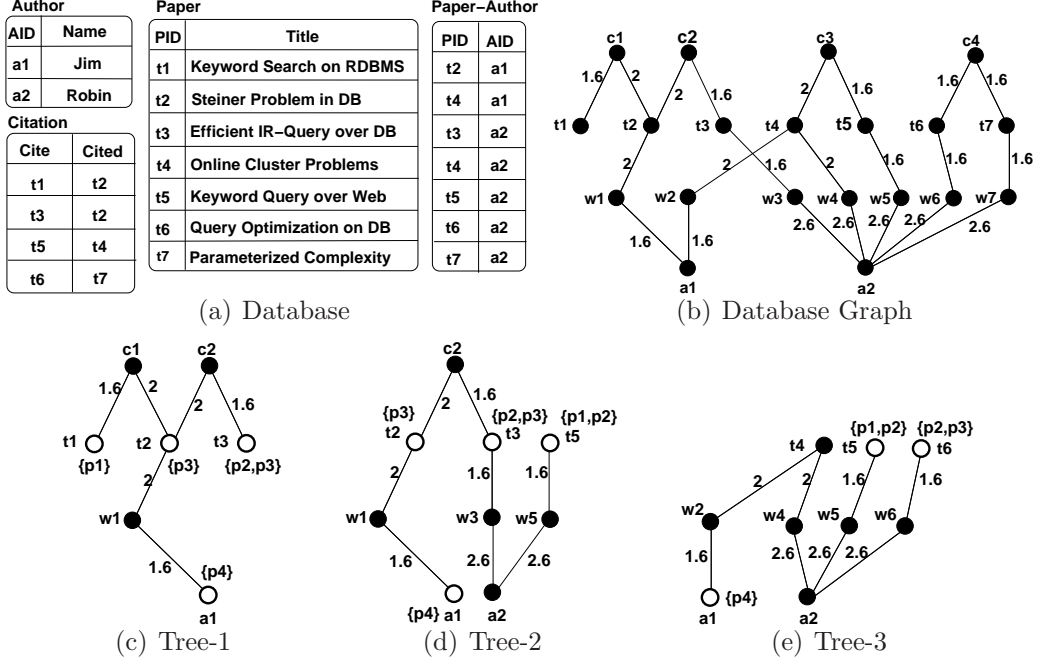 Author
AID Name
a1 Jim
a2 Robin
Citation
Cite Cited
t1 t2
t3 t2
t5 t4
t6 t7
Paper
PID Title
t1 Keyword Search on RDBMS
t2 Steiner Problem in DB
t3 Efficient IR−Query over DB
t4 Online Cluster Problems
t5 Keyword Query over Web
t6 Query Optimization on DB
t7 Parameterized Complexity
Paper−Author
PID AID
t2 a1
t4 a1
t3 a2
t4 a2
t5 a2
t6 a2
t7 a2
(a) Database
c1 c2 c3 c4
1.6 2 2 1.6 2 1.6 1.6 1.6
t1 t2 t3 t4 t5 t6 t7
2 2 1.6 2 1.6 1.6 1.6
w1 w2 w3 w4 w5 w6 w7
1.6 1.6 2.6 2.6 2.6 2.6 2.6
a1 a2
(b) Database Graph
c1 c2
1.6 2 2 1.6
t1 t2 t3
{p1} {p3} {p2,p3}
2
w1
1.6
{p4}
a1
(c) Tree-1
c2
2 1.6
{p3} {p2,p3} {p1,p2}
t2 t3 t5
2 1.6 1.6
w1 w3 w5
1.6 2.6 2.6
{p4} a1 a2
(d) Tree-2
{p1,p2} {p2,p3}
t4 t5 t6
2 2 1.6 1.6
w2 w4 w5 w6
1.6 2.6 2.6 2.6
{p4}
a1 a2
(e) Tree-3